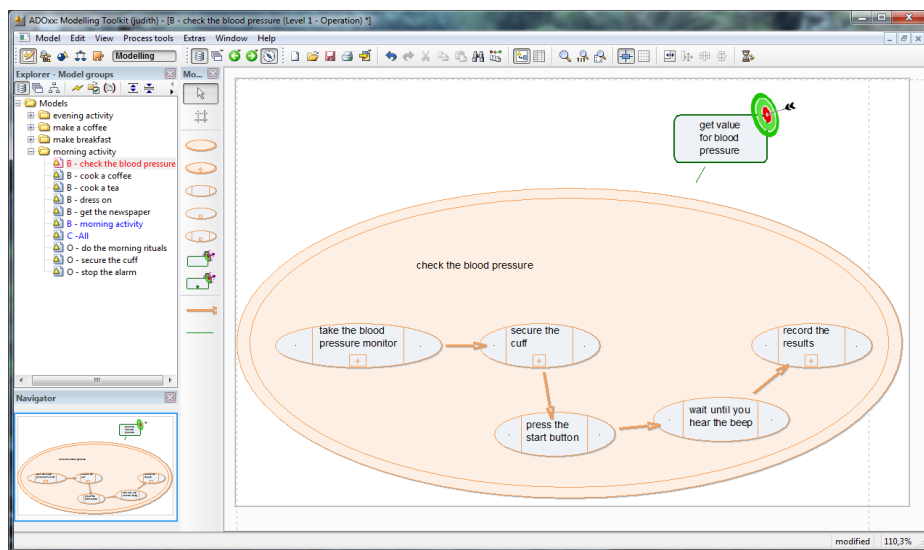 ADOxx: Modelling Toolkit (judith) - [B - check the blood pressure (Level 1 - Operation) *]
Model Edit View Process tools Extras Window Help
Modelling
Explorer - Model groups
Mo...
Models
evening activity
make a coffee
make breakfast
morning activity
B - check the blood pressure
B - cook a coffee
B - cook a tea
B - dress on
B - get the newspaper
B - morning activity
C -All
O - do the morning rituals
O - secure the cuff
O - stop the alarm
Navigator
get value
for blood
pressure
check the blood pressure
take the blood
pressure monitor
secure the
cuff
record the
results
press the
start button
wait until you
hear the beep
modified 110,3%